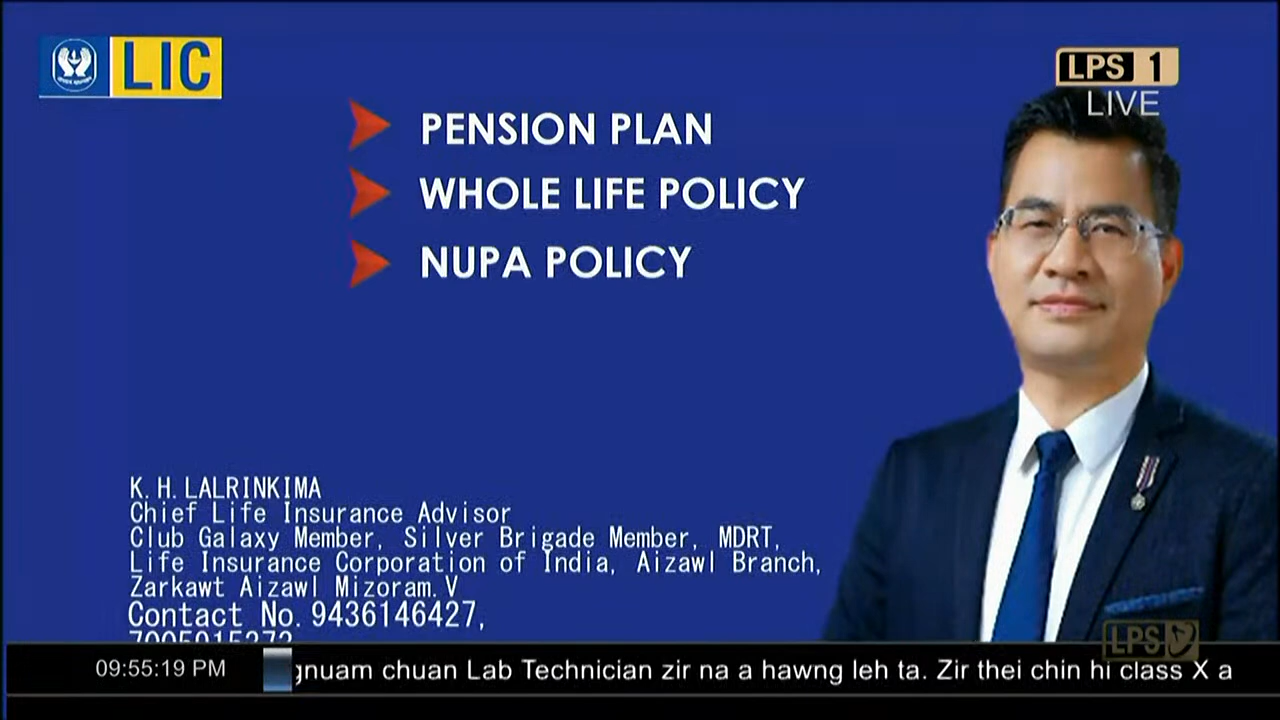 LIC
LPS 1
LIVE
PENSION PLAN
WHOLE LIFE POLICY
NUPA POLICY
K.H.LALRINKIMA
Chief Life Insurance Advisor
Club Galaxy Member, Silver Brigade Member, MDRT,
Life Insurance Corporation of India, Aizawl Branch,
Zarkawt Aizawl Mizoram.V
Contact No.9436146427,
LPS
09:55:19 PM
gnuam chuan Lab Technician zir na a hawng leh ta. Zir thei chin hi class X a